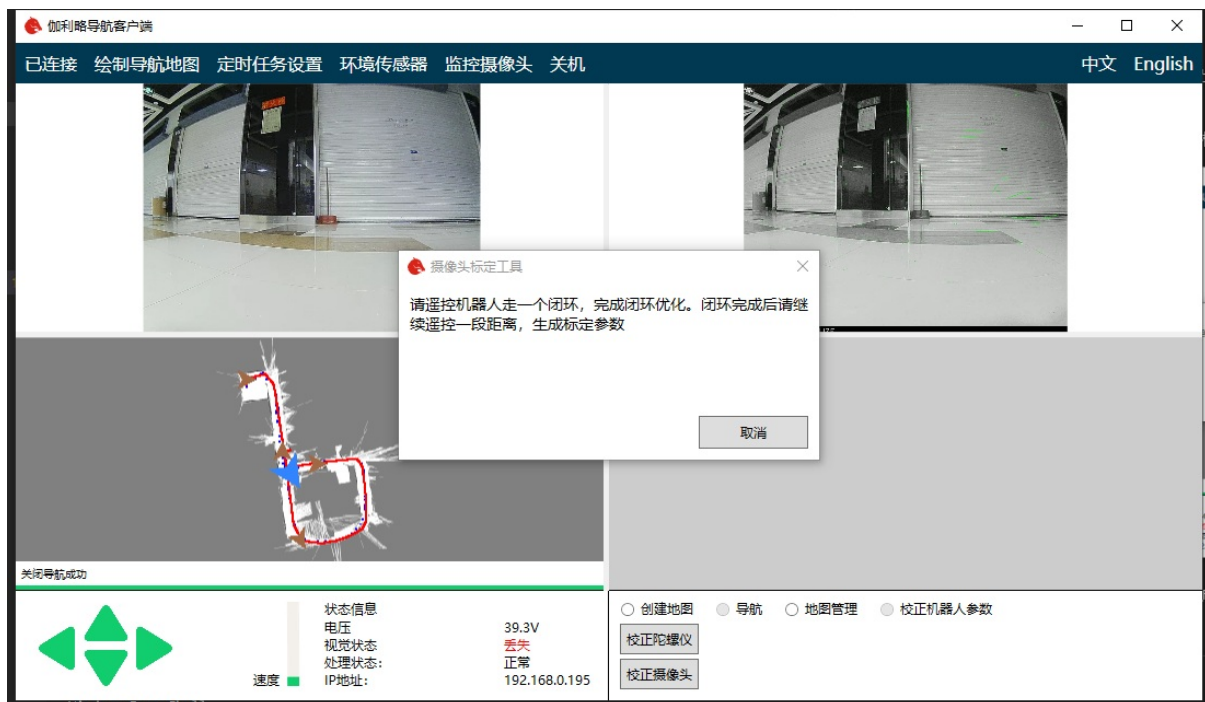 伽利略导航客户端
已连接 绘制导航地图 定时任务设置 环境传感器 监控摄像头 关机 中文 English
摄像头标定工具
请遥控机器人走一个闭环，完成闭环优化。闭环完成后请继
续遥控一段距离，生成标定参数
取消
关闭导航成功
速度
状态信息
电压 39.3V
视觉状态 丢失
处理状态: 正常
IP地址: 192.168.0.195
创建地图 导航 地图管理 校正机器人参数
校正陀螺仪
校正摄像头